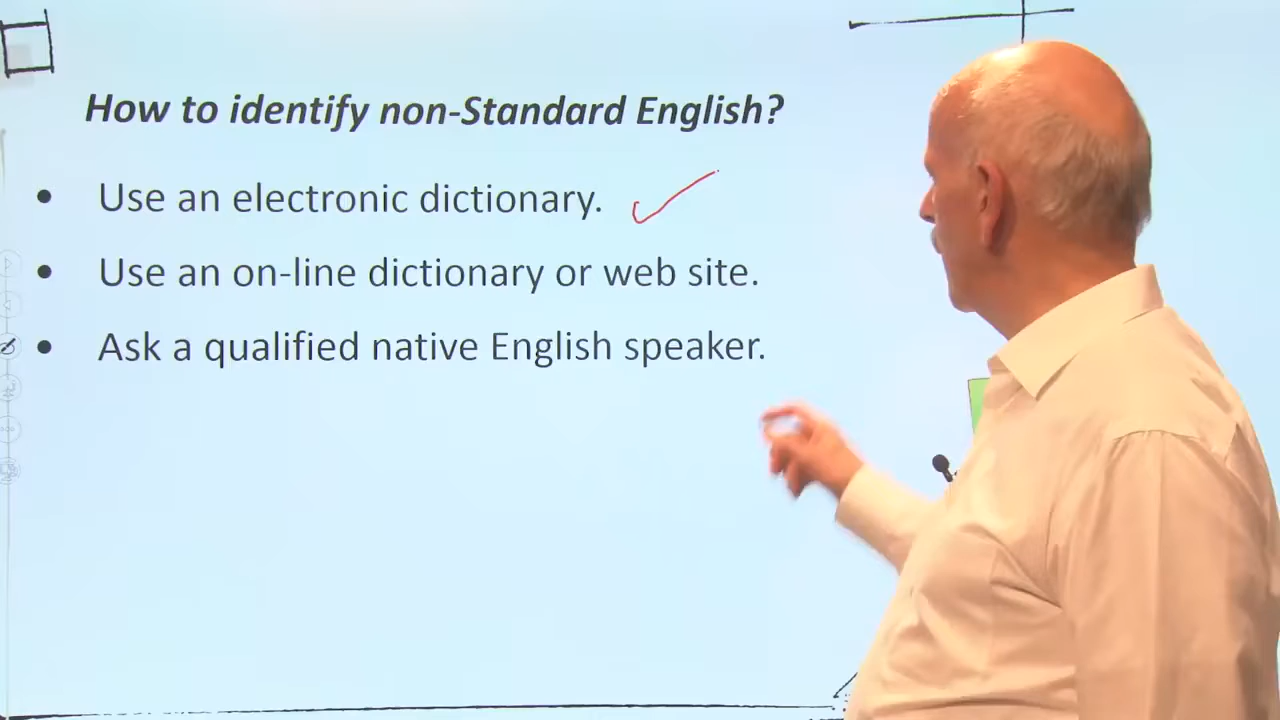 How to identify non-Standard English?
• Use an electronic dictionary.
• Use an on-line dictionary or web site.
• Ask a qualified native English speaker.